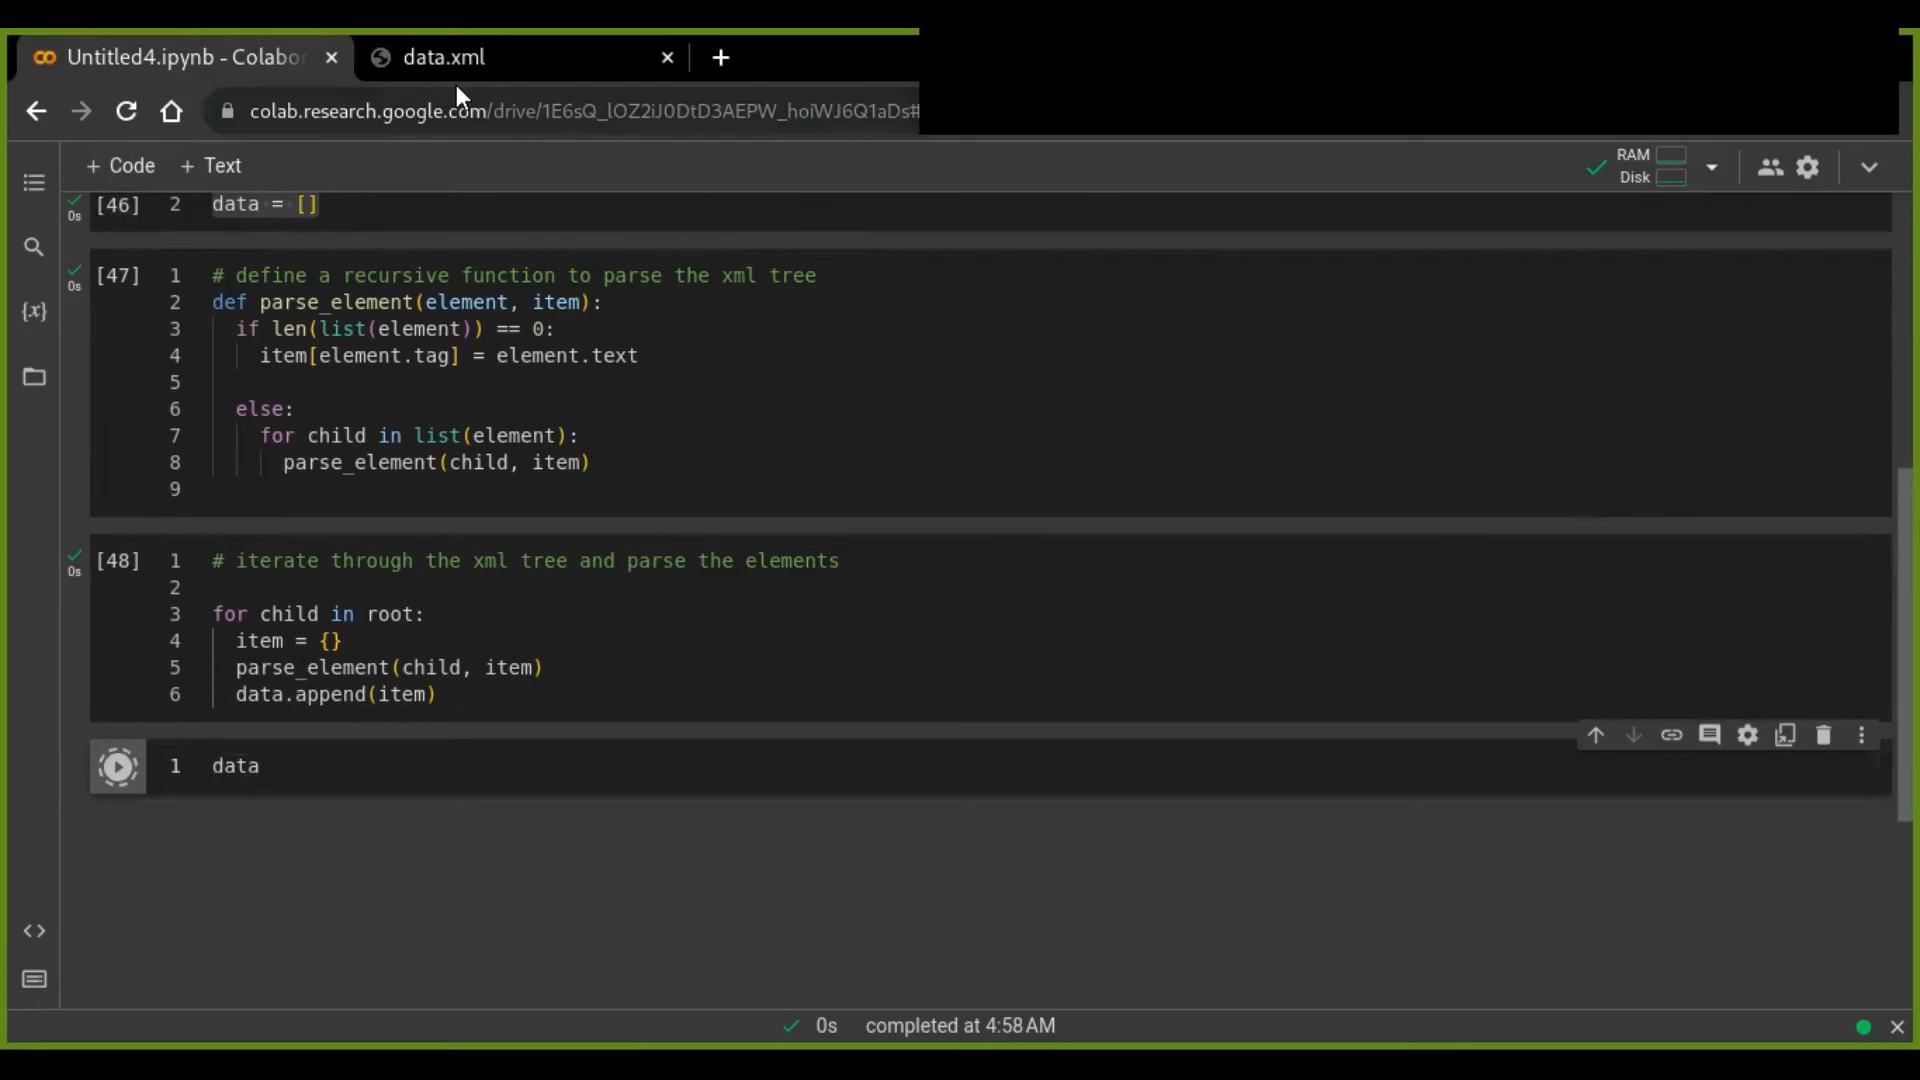 Untitled4.ipynb - Colabo
data.xml
colab.research.google.com/drive/1E6sQ_lOZ2iJ0DtD3AEPW_hoiWJ6Q1aDs#
+ Code + Text
RAM
Disk
[46] 2 data = []
0s
[47] 1 # define a recursive function to parse the xml tree
0s
2 def parse_element(element, item):
3 if len(list(element)) == 0:
4 item[element.tag] = element.text
5
6 else:
7 for child in list(element):
8 parse_element(child, item)
9
[48] 1 # iterate through the xml tree and parse the elements
0s
2
3 for child in root:
4 item = {}
5 parse_element(child, item)
6 data.append(item)
1 data
0s completed at 4:58 AM